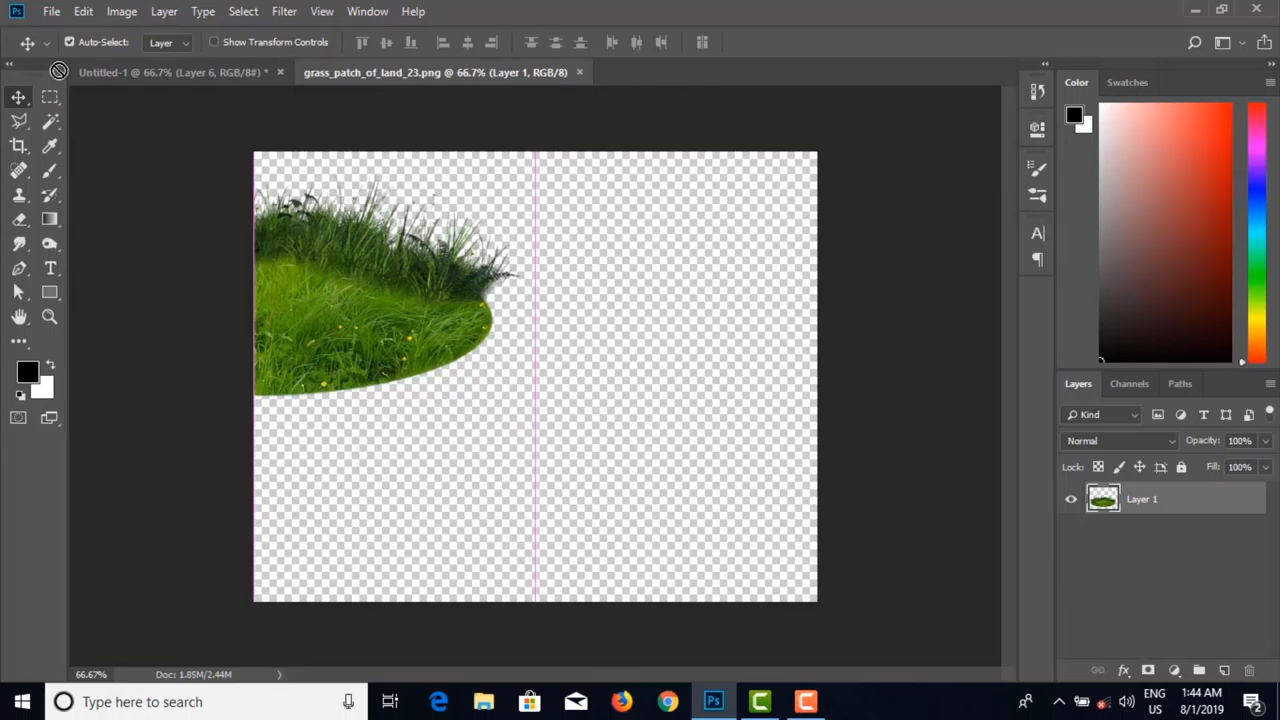 Ps File Edit Image Layer Type Select Filter View Window Help
Auto-Select: Layer Show Transform Controls
Untitled-1 @ 66.7% (Layer 6, RGB/8#) * × grass_patch_of_land_23.png @ 66.7% (Layer 1, RGB/8) ×
Color Swatches
Layers Channels Paths
Kind
Normal Opacity: 100%
Lock: Fill: 100%
Layer 1
66.67% Doc: 1.85M/2.44M
Type here to search
Ps
ENG
US
1:44 AM
8/1/2019
2